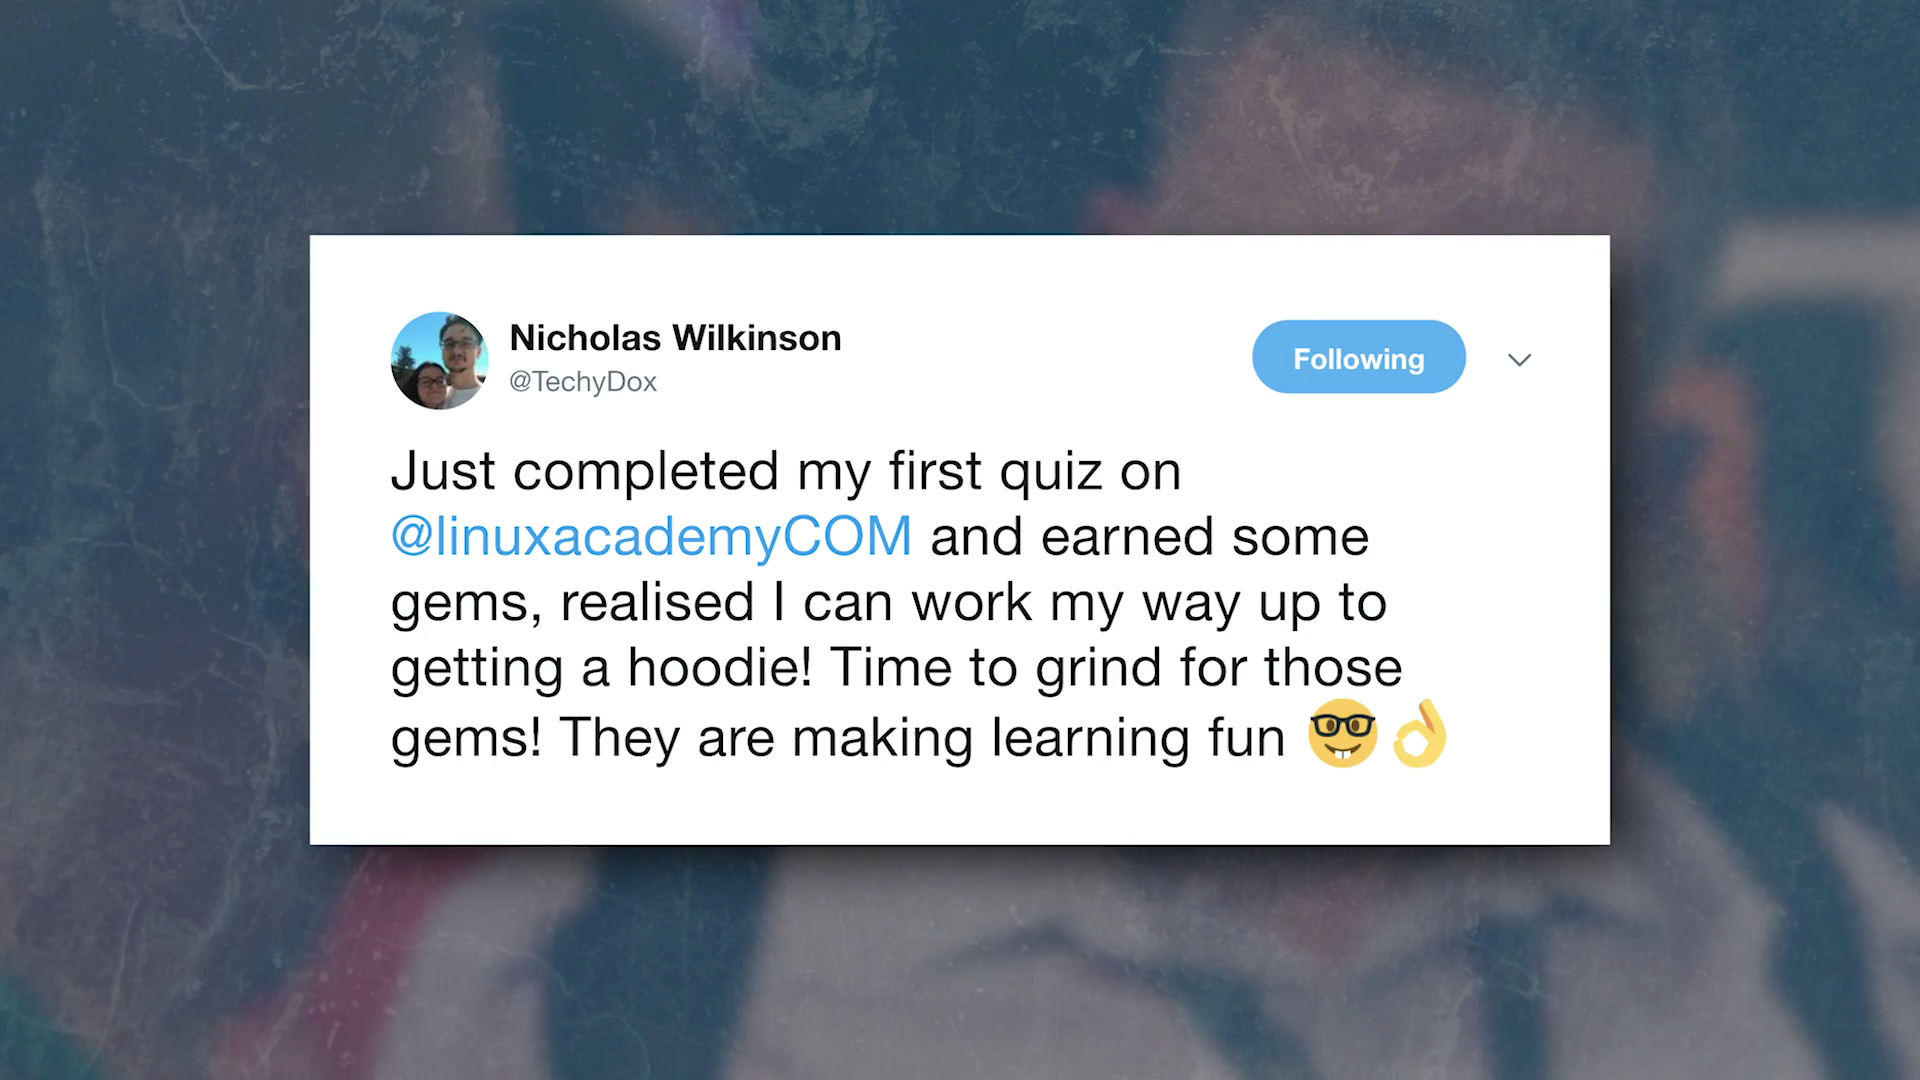 Nicholas Wilkinson
@TechyDox
Following
Just completed my first quiz on
@linuxacademyCOM and earned some
gems, realised I can work my way up to
getting a hoodie! Time to grind for those
gems! They are making learning fun 🤓👌